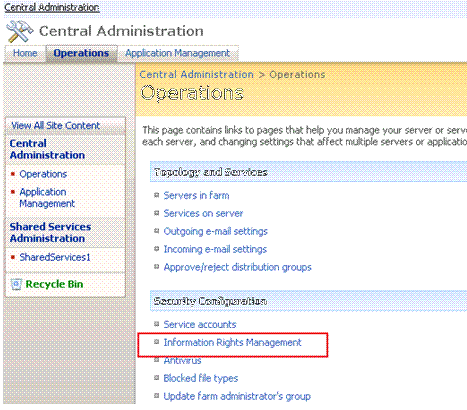 Central Administration
Central Administration
Home Operations Application Management
Central Administration > Operations
Operations
View All Site Content
Central
Administration
Operations
Application
Management
Shared Services
Administration
SharedServices1
Recycle Bin
This page contains links to pages that help you manage your server or serve
each server, and changing settings that affect multiple servers or applicatio
Topology and Services
Servers in farm
Services on server
Outgoing e-mail settings
Incoming e-mail settings
Approve/reject distribution groups
Security Configuration
Service accounts
Information Rights Management
Antivirus
Blocked file types
Update farm administrator's group